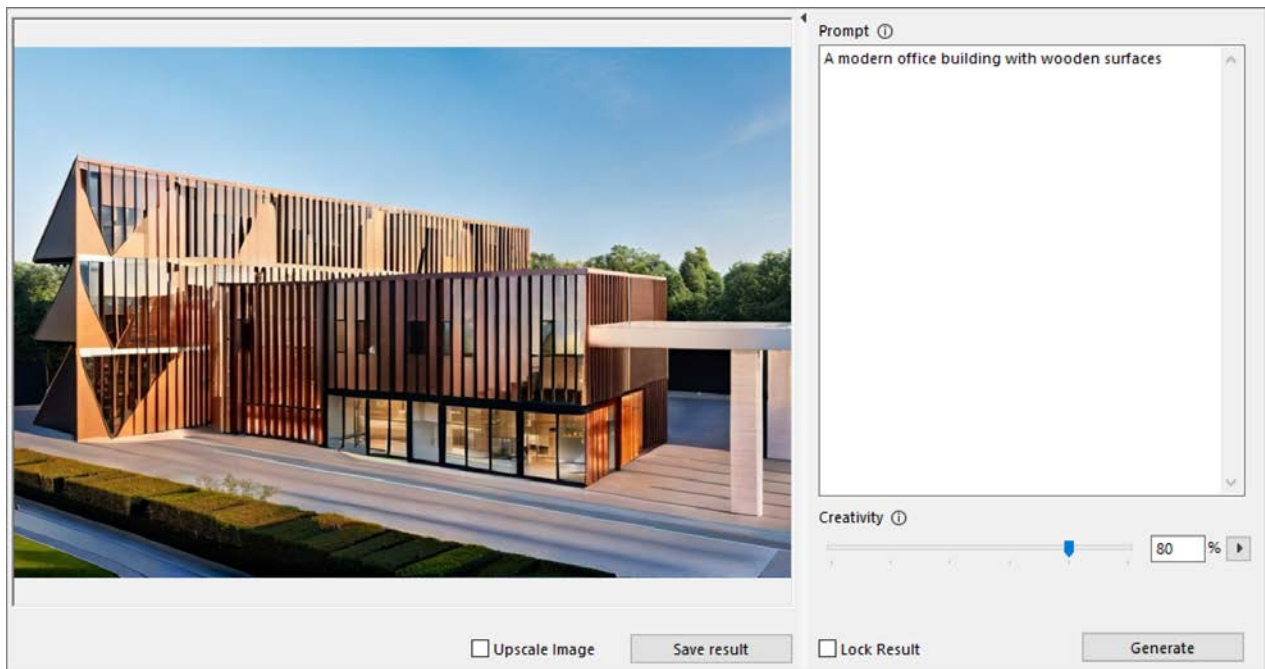 Prompt
A modern office building with wooden surfaces
Creativity
80 %
Upscale Image
Save result
Lock Result
Generate